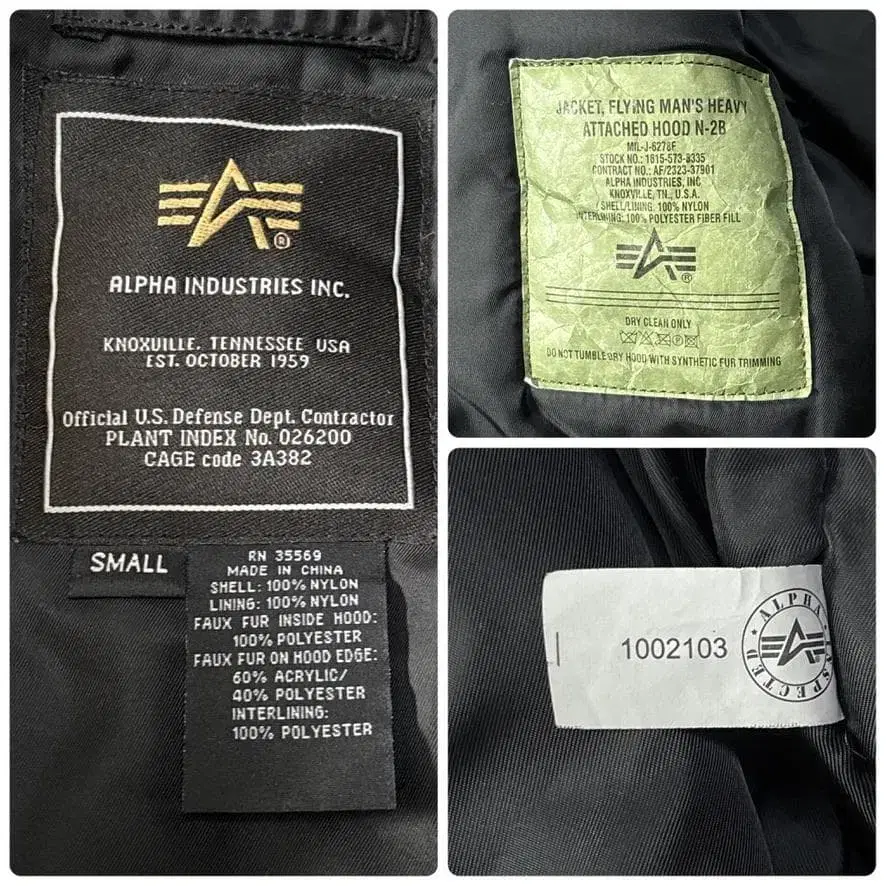 ALPHA INDUSTRIES INC.
KNOXVILLE, TENNESSEE USA
EST. OCTOBER 1959
Official U.S. Defense Dept. Contractor
PLANT INDEX No. 026200
CAGE code 3A382
SMALL
RN 35569
MADE IN CHINA
SHELL: 100% NYLON
LINING: 100% NYLON
FAUX FUR INSIDE HOOD:
100% POLYESTER
FAUX FUR ON HOOD EDGE:
60% ACRYLIC/
40% POLYESTER
INTERLINING:
100% POLYESTER
JACKET, FLYING MAN'S HEAVY
ATTACHED HOOD N-2B
MIL-J-6278F
STOCK NO.: 1615-573-8335
CONTRACT NO.: AF/2323-37901
ALPHA INDUSTRIES, INC
KNOXVILLE, TN., U.S.A.
SHELL/LINING: 100% NYLON
INTERLINING: 100% POLYESTER FIBER FILL
DRY CLEAN ONLY
DO NOT TUMBLE DRY HOOD WITH SYNTHETIC FUR TRIMMING
1002103
ALPHA INSPECTED